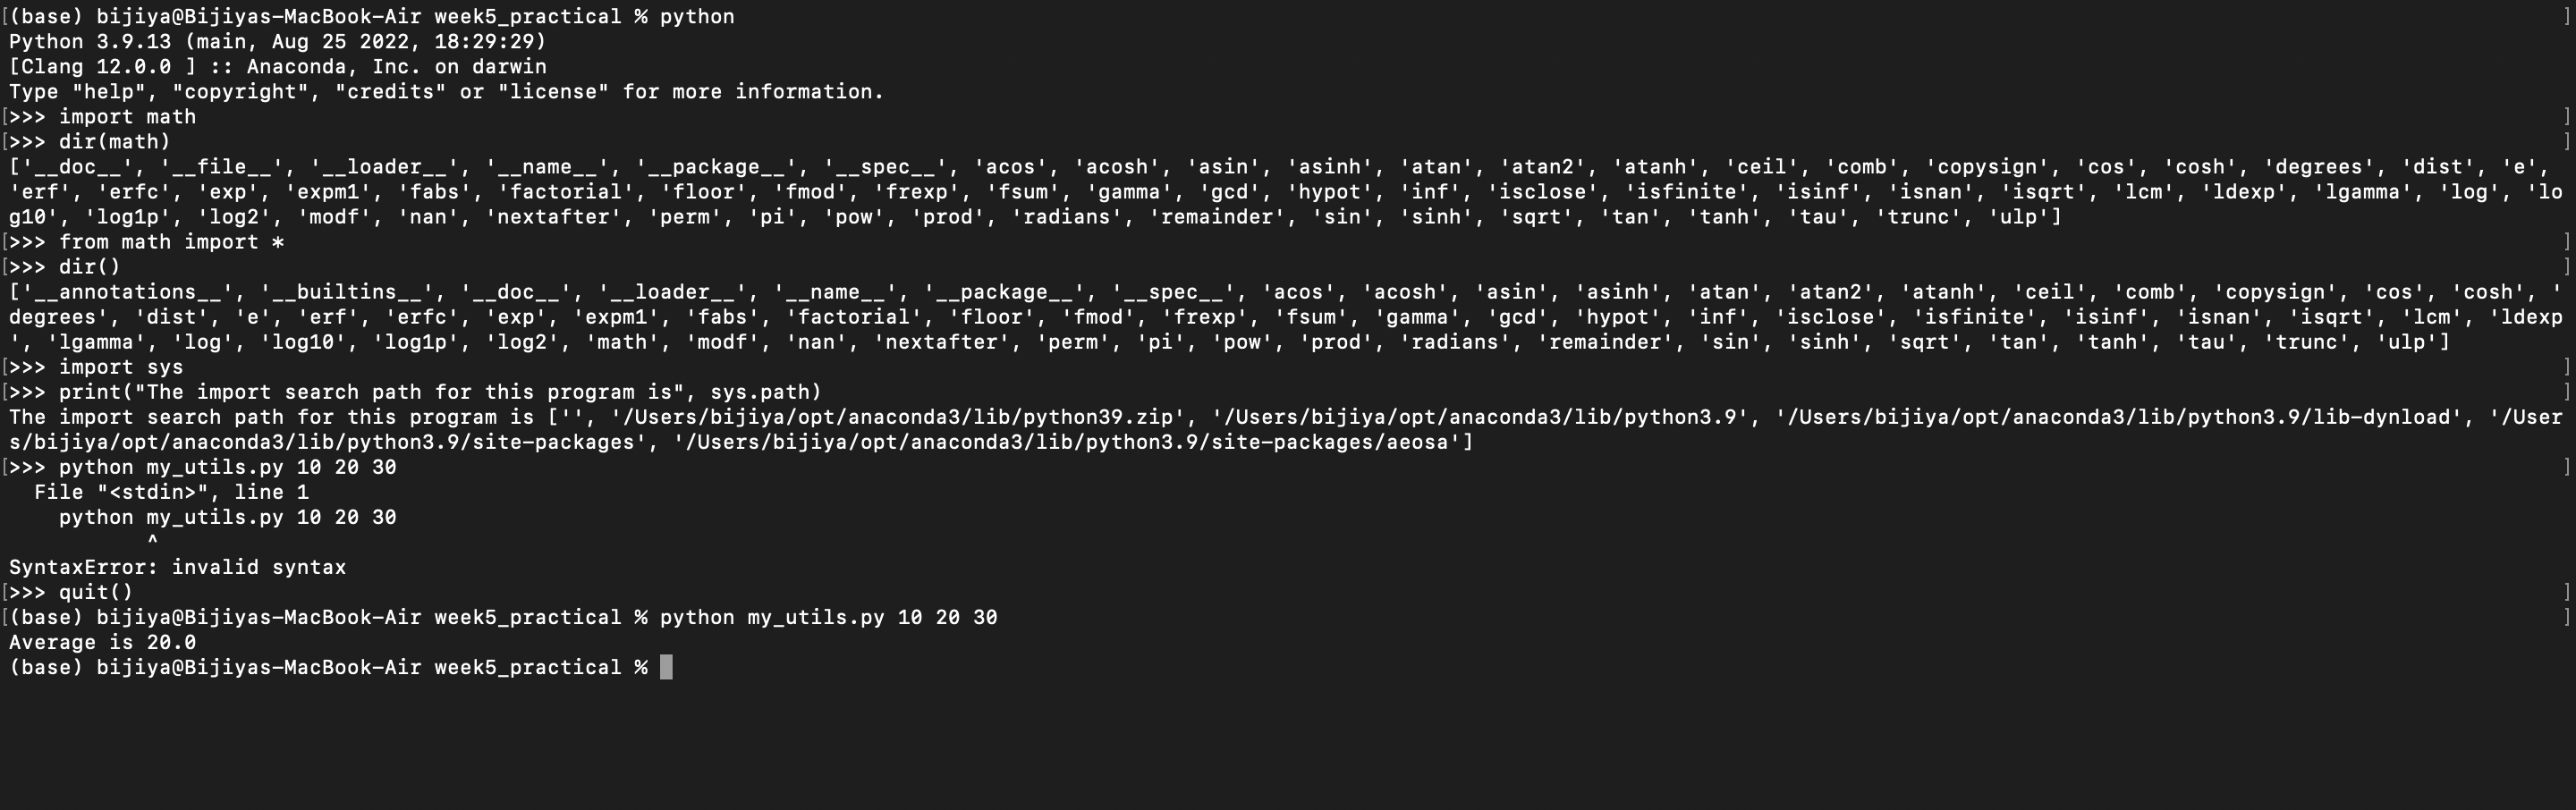 [(base) bijiya@Bijiyas-MacBook-Air week5_practical % python ]
Python 3.9.13 (main, Aug 25 2022, 18:29:29)
[Clang 12.0.0 ] :: Anaconda, Inc. on darwin
Type "help", "copyright", "credits" or "license" for more information.
[>>> import math ]
[>>> dir(math) ]
['__doc__', '__file__', '__loader__', '__name__', '__package__', '__spec__', 'acos', 'acosh', 'asin', 'asinh', 'atan', 'atan2', 'atanh', 'ceil', 'comb', 'copysign', 'cos', 'cosh', 'degrees', 'dist', 'e',
'erf', 'erfc', 'exp', 'expm1', 'fabs', 'factorial', 'floor', 'fmod', 'frexp', 'fsum', 'gamma', 'gcd', 'hypot', 'inf', 'isclose', 'isfinite', 'isinf', 'isnan', 'isqrt', 'lcm', 'ldexp', 'lgamma', 'log', 'lo
g10', 'log1p', 'log2', 'modf', 'nan', 'nextafter', 'perm', 'pi', 'pow', 'prod', 'radians', 'remainder', 'sin', 'sinh', 'sqrt', 'tan', 'tanh', 'tau', 'trunc', 'ulp']
[>>> from math import * ]
[>>> dir() ]
['__annotations__', '__builtins__', '__doc__', '__loader__', '__name__', '__package__', '__spec__', 'acos', 'acosh', 'asin', 'asinh', 'atan', 'atan2', 'atanh', 'ceil', 'comb', 'copysign', 'cos', 'cosh', '
degrees', 'dist', 'e', 'erf', 'erfc', 'exp', 'expm1', 'fabs', 'factorial', 'floor', 'fmod', 'frexp', 'fsum', 'gamma', 'gcd', 'hypot', 'inf', 'isclose', 'isfinite', 'isinf', 'isnan', 'isqrt', 'lcm', 'ldexp
', 'lgamma', 'log', 'log10', 'log1p', 'log2', 'math', 'modf', 'nan', 'nextafter', 'perm', 'pi', 'pow', 'prod', 'radians', 'remainder', 'sin', 'sinh', 'sqrt', 'tan', 'tanh', 'tau', 'trunc', 'ulp']
[>>> import sys ]
[>>> print("The import search path for this program is", sys.path) ]
The import search path for this program is ['', '/Users/bijiya/opt/anaconda3/lib/python39.zip', '/Users/bijiya/opt/anaconda3/lib/python3.9', '/Users/bijiya/opt/anaconda3/lib/python3.9/lib-dynload', '/User
s/bijiya/opt/anaconda3/lib/python3.9/site-packages', '/Users/bijiya/opt/anaconda3/lib/python3.9/site-packages/aeosa']
[>>> python my_utils.py 10 20 30 ]
File "<stdin>", line 1
python my_utils.py 10 20 30
^
SyntaxError: invalid syntax
[>>> quit() ]
[(base) bijiya@Bijiyas-MacBook-Air week5_practical % python my_utils.py 10 20 30 ]
Average is 20.0
(base) bijiya@Bijiyas-MacBook-Air week5_practical %